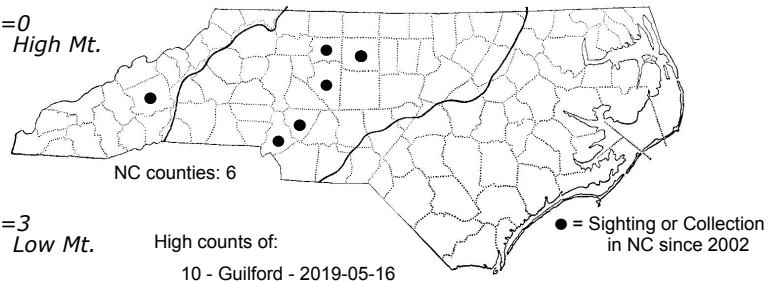 =0
High Mt.
NC counties: 6
=3
Low Mt.
High counts of:
10 - Guilford - 2019-05-16
= Sighting or Collection
in NC since 2002